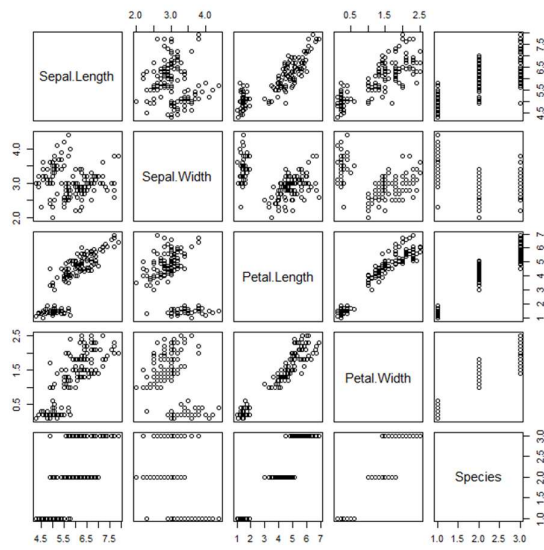 2.0 3.0 4.0
0.5 1.5 2.5
Sepal.Length
4.5 5.5 6.5 7.5
2.0 3.0 4.0
Sepal.Width
Petal.Length
1 2 3 4 5 6 7
0.5 1.5 2.5
Petal.Width
Species
1.0 1.5 2.0 2.5 3.0
4.5 5.5 6.5 7.5
1 2 3 4 5 6 7
1.0 1.5 2.0 2.5 3.0